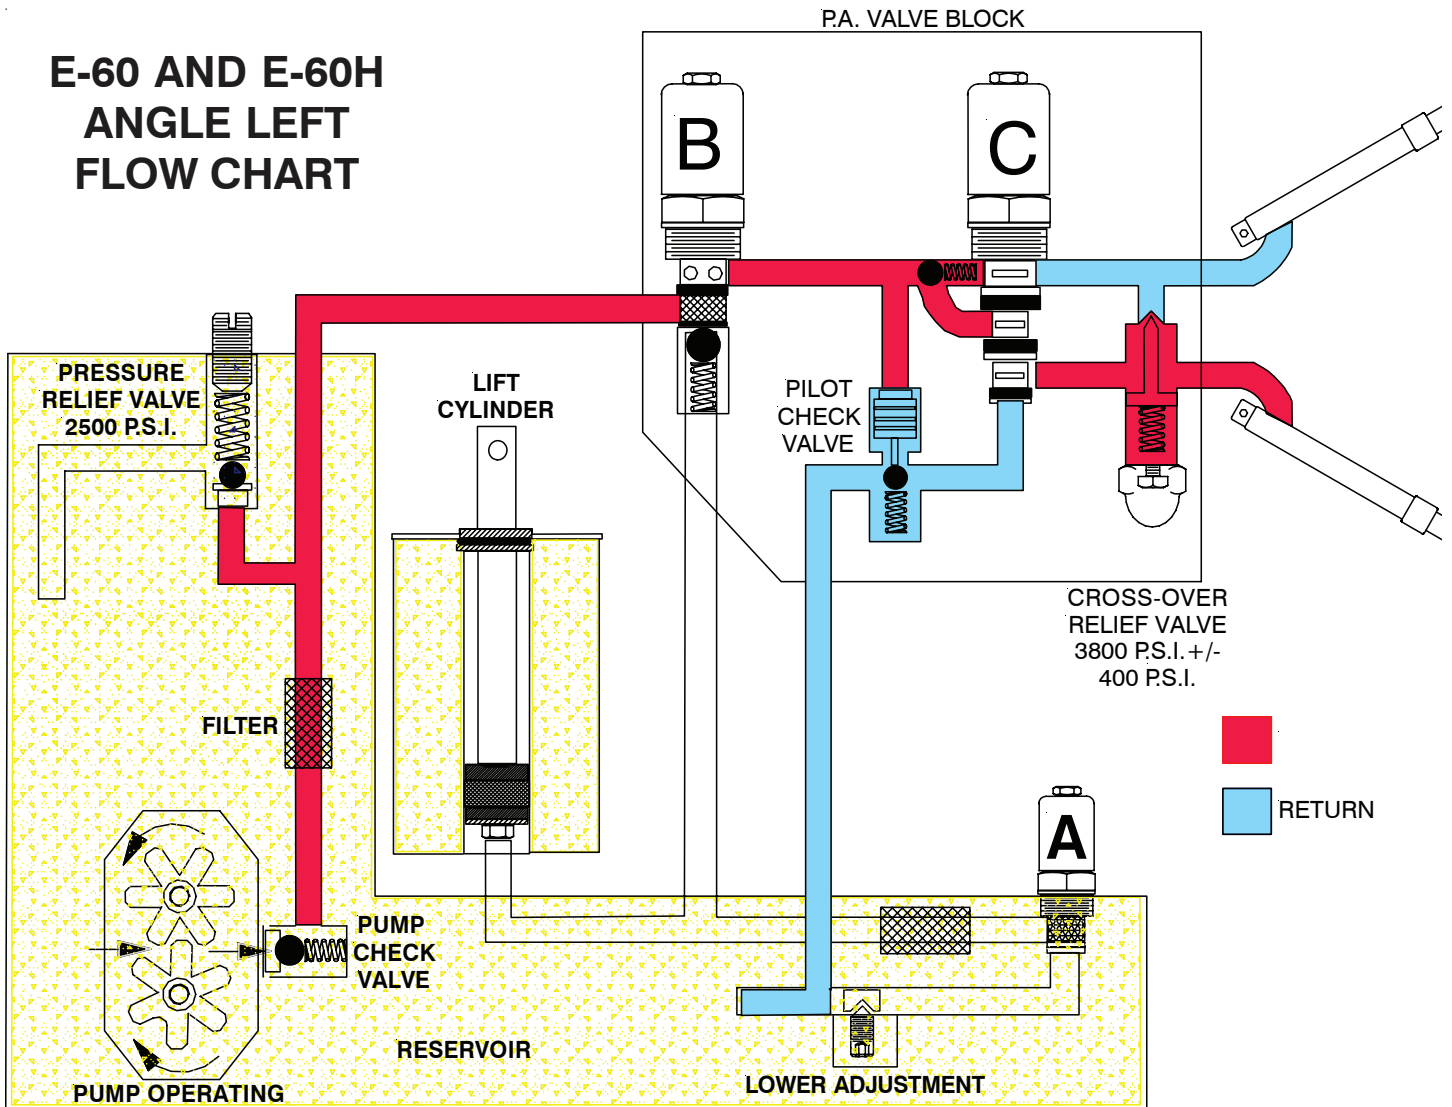 P.A. VALVE BLOCK
E-60 AND E-60H
ANGLE LEFT
FLOW CHART
B
C
PRESSURE
RELIEF VALVE
2500 P.S.I.
LIFT
CYLINDER
PILOT
CHECK
VALVE
CROSS-OVER
RELIEF VALVE
3800 P.S.I.+/-
400 P.S.I.
FILTER
RETURN
A
PUMP
CHECK
VALVE
RESERVOIR
PUMP OPERATING
LOWER ADJUSTMENT